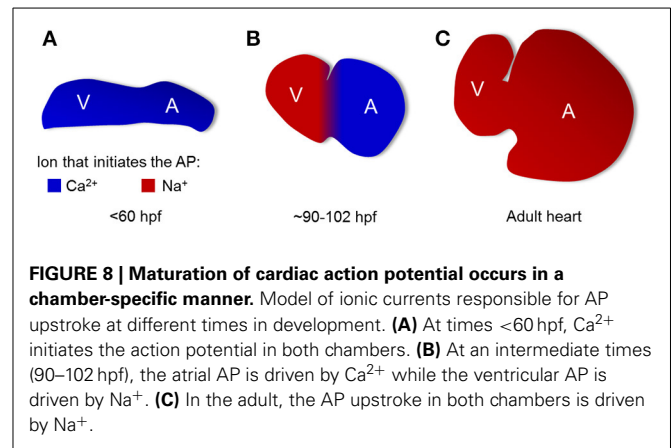 A
B
C
V
A
V
A
V
A
Ion that initiates the AP:
Ca²⁺ Na⁺
<60 hpf
~90-102 hpf
Adult heart
FIGURE 8 | Maturation of cardiac action potential occurs in a
chamber-specific manner. Model of ionic currents responsible for AP
upstroke at different times in development. (A) At times <60 hpf, Ca²⁺
initiates the action potential in both chambers. (B) At an intermediate times
(90–102 hpf), the atrial AP is driven by Ca²⁺ while the ventricular AP is
driven by Na⁺. (C) In the adult, the AP upstroke in both chambers is driven
by Na⁺.